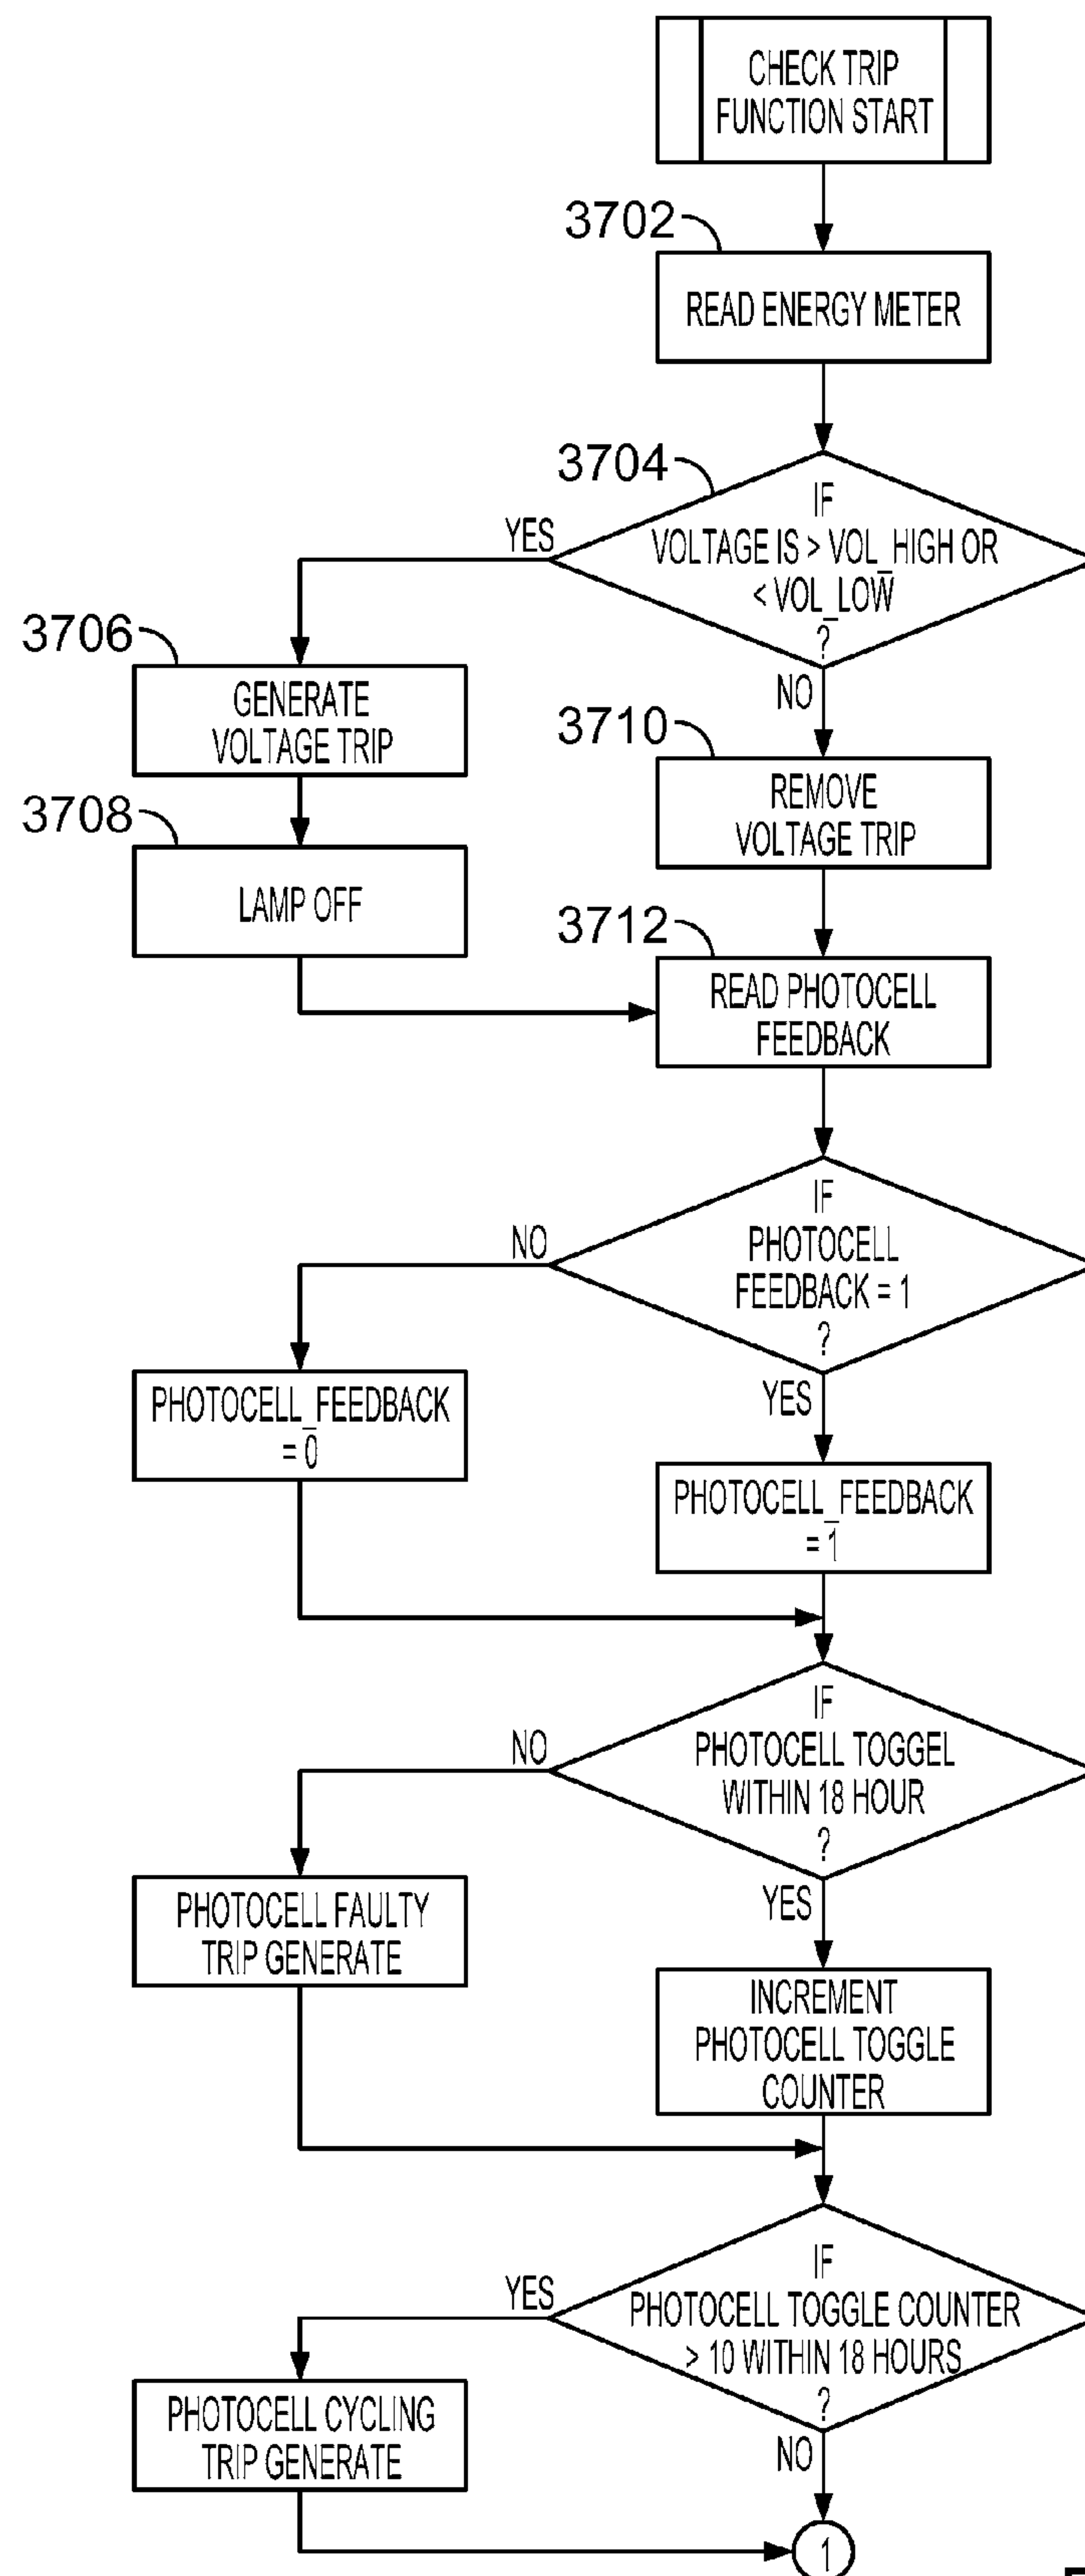 CHECK TRIP
FUNCTION START
3702
READ ENERGY METER
3704
IF
VOLTAGE IS > VOL_HIGH OR
< VOL_LOW
?
YES
NO
3706
GENERATE
VOLTAGE TRIP
3710
REMOVE
VOLTAGE TRIP
3708
LAMP OFF
3712
READ PHOTOCELL
FEEDBACK
IF
PHOTOCELL
FEEDBACK = 1
?
NO
YES
PHOTOCELL_FEEDBACK
= 0
PHOTOCELL_FEEDBACK
= 1
IF
PHOTOCELL TOGGEL
WITHIN 18 HOUR
?
NO
YES
PHOTOCELL FAULTY
TRIP GENERATE
INCREMENT
PHOTOCELL TOGGLE
COUNTER
IF
PHOTOCELL TOGGLE COUNTER
> 10 WITHIN 18 HOURS
?
YES
NO
PHOTOCELL CYCLING
TRIP GENERATE
1